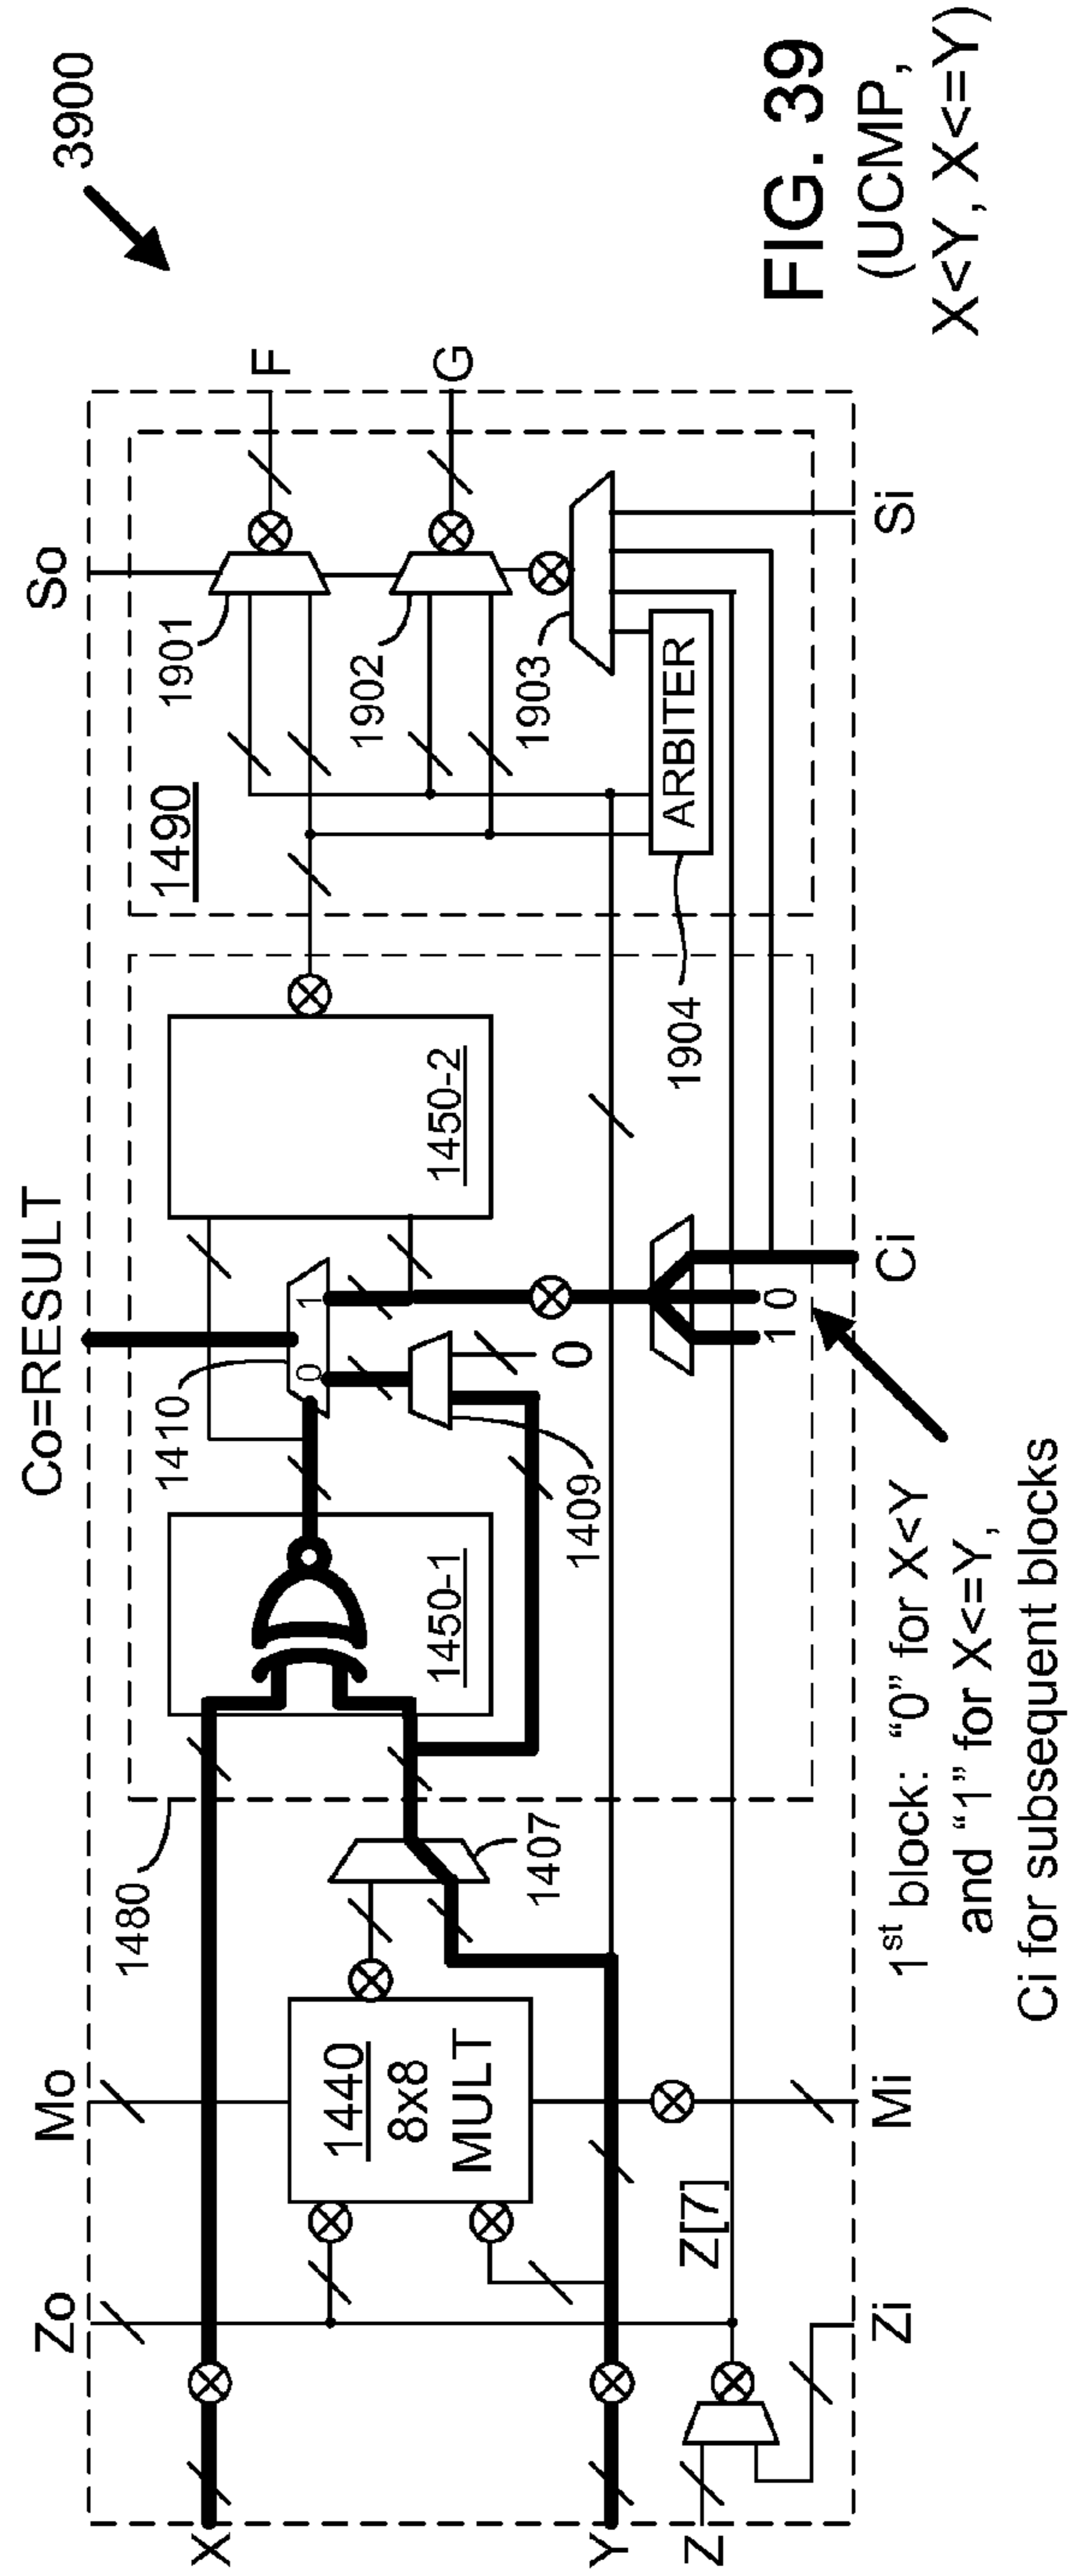 3900
Co=RESULT
Zo
Mo
So
1480
1410
1490
1901
X
F
1440
8x8
MULT
1450-1
1450-2
0
1
1902
G
1407
1409
0
1903
Y
Z[7]
ARBITER
Z
1 0
1904
Zi
Mi
Ci
Si
1st block: “0” for X<Y
and “1” for X<=Y,
Ci for subsequent blocks
FIG. 39
(UCMP,
X<Y, X<=Y)